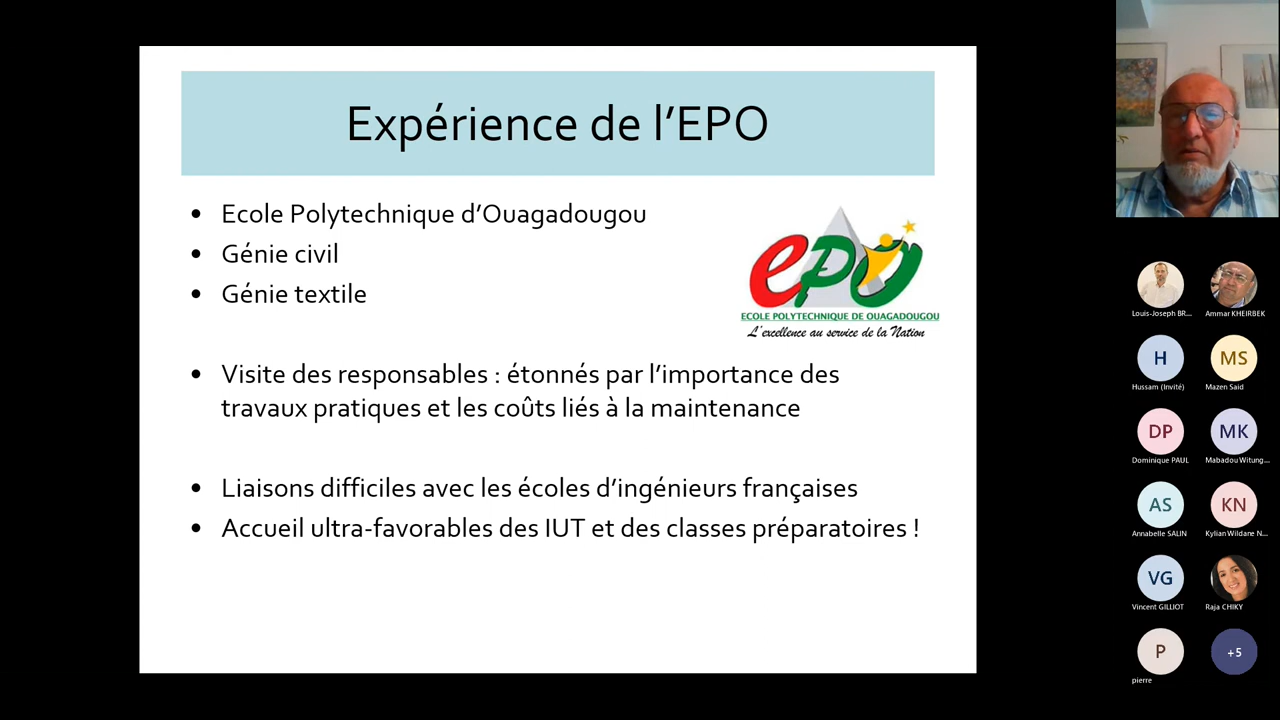 Expérience de l’EPO
• Ecole Polytechnique d’Ouagadougou
• Génie civil
• Génie textile
epo
ECOLE POLYTECHNIQUE DE OUAGADOUGOU
L'excellence au service de la Nation
• Visite des responsables : étonnés par l’importance des
travaux pratiques et les coûts liés à la maintenance
• Liaisons difficiles avec les écoles d’ingénieurs françaises
• Accueil ultra-favorables des IUT et des classes préparatoires !
Louis-Joseph BR...
Ammar KHEIRBEK
H
MS
Hussam (Invité)
Mazen Said
DP
MK
Dominique PAUL
Mabadou Witung...
AS
KN
Annabelle SALIN
Kylian Wildane N...
VG
Vincent GILLIOT
Raja CHIKY
P
+5
pierre